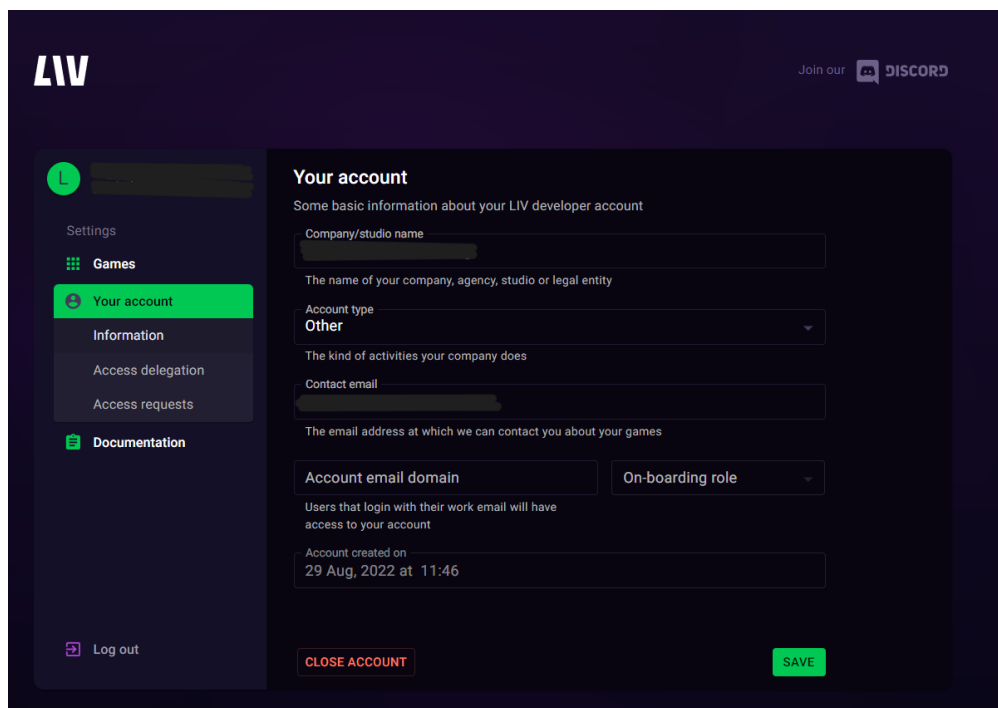 LIV
Join our DISCORD
L
Settings
Games
Your account
Information
Access delegation
Access requests
Documentation
Log out
Your account
Some basic information about your LIV developer account
Company/studio name
The name of your company, agency, studio or legal entity
Account type
Other
The kind of activities your company does
Contact email
The email address at which we can contact you about your games
Account email domain
On-boarding role
Users that login with their work email will have
access to your account
Account created on
29 Aug, 2022 at 11:46
CLOSE ACCOUNT
SAVE